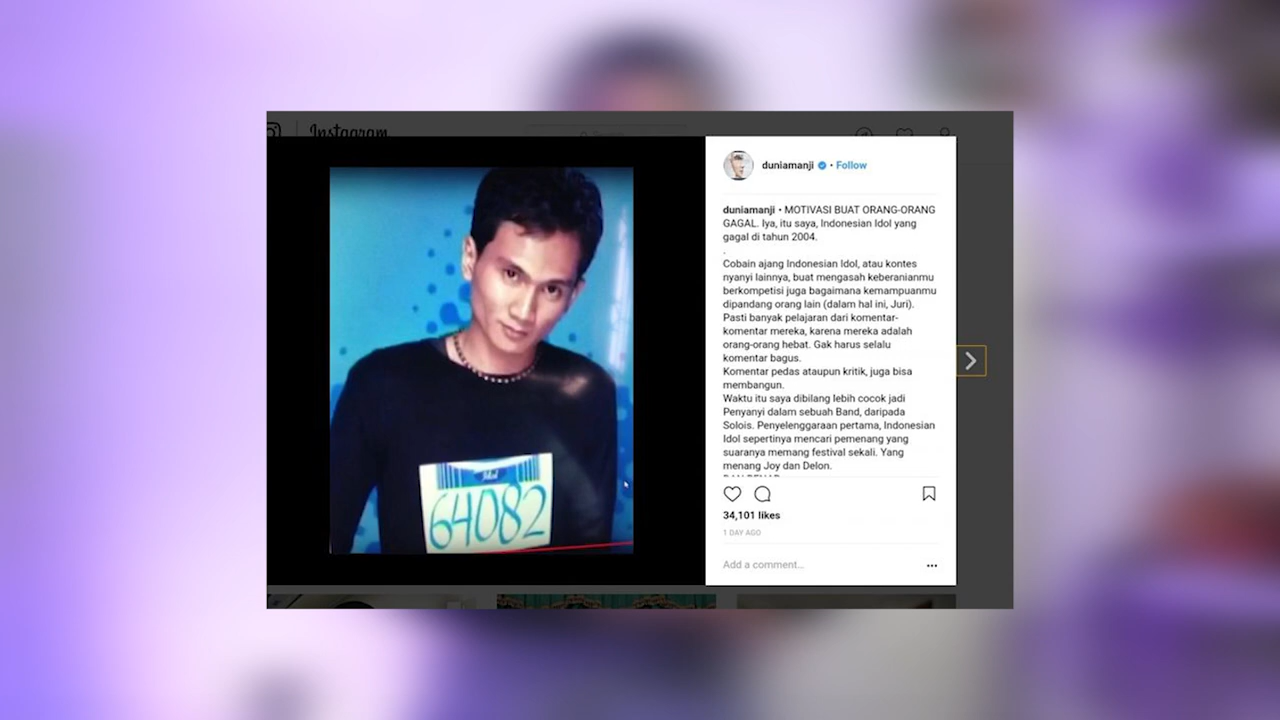 Instagram
duniamanji • Follow
duniamanji • MOTIVASI BUAT ORANG-ORANG
GAGAL. Iya, itu saya, Indonesian Idol yang
gagal di tahun 2004.
.
Cobain ajang Indonesian Idol, atau kontes
nyanyi lainnya, buat mengasah keberanianmu
berkompetisi juga bagaimana kemampuanmu
dipandang orang lain (dalam hal ini, Juri).
Pasti banyak pelajaran dari komentar-
komentar mereka, karena mereka adalah
orang-orang hebat. Gak harus selalu
komentar bagus.
Komentar pedas ataupun kritik, juga bisa
membangun.
Waktu itu saya dibilang lebih cocok jadi
Penyanyi dalam sebuah Band, daripada
Solois. Penyelenggaraan pertama, Indonesian
Idol sepertinya mencari pemenang yang
suaranya memang festival sekali. Yang
menang Joy dan Delon.
34,101 likes
1 DAY AGO
Add a comment...
Idol
64082